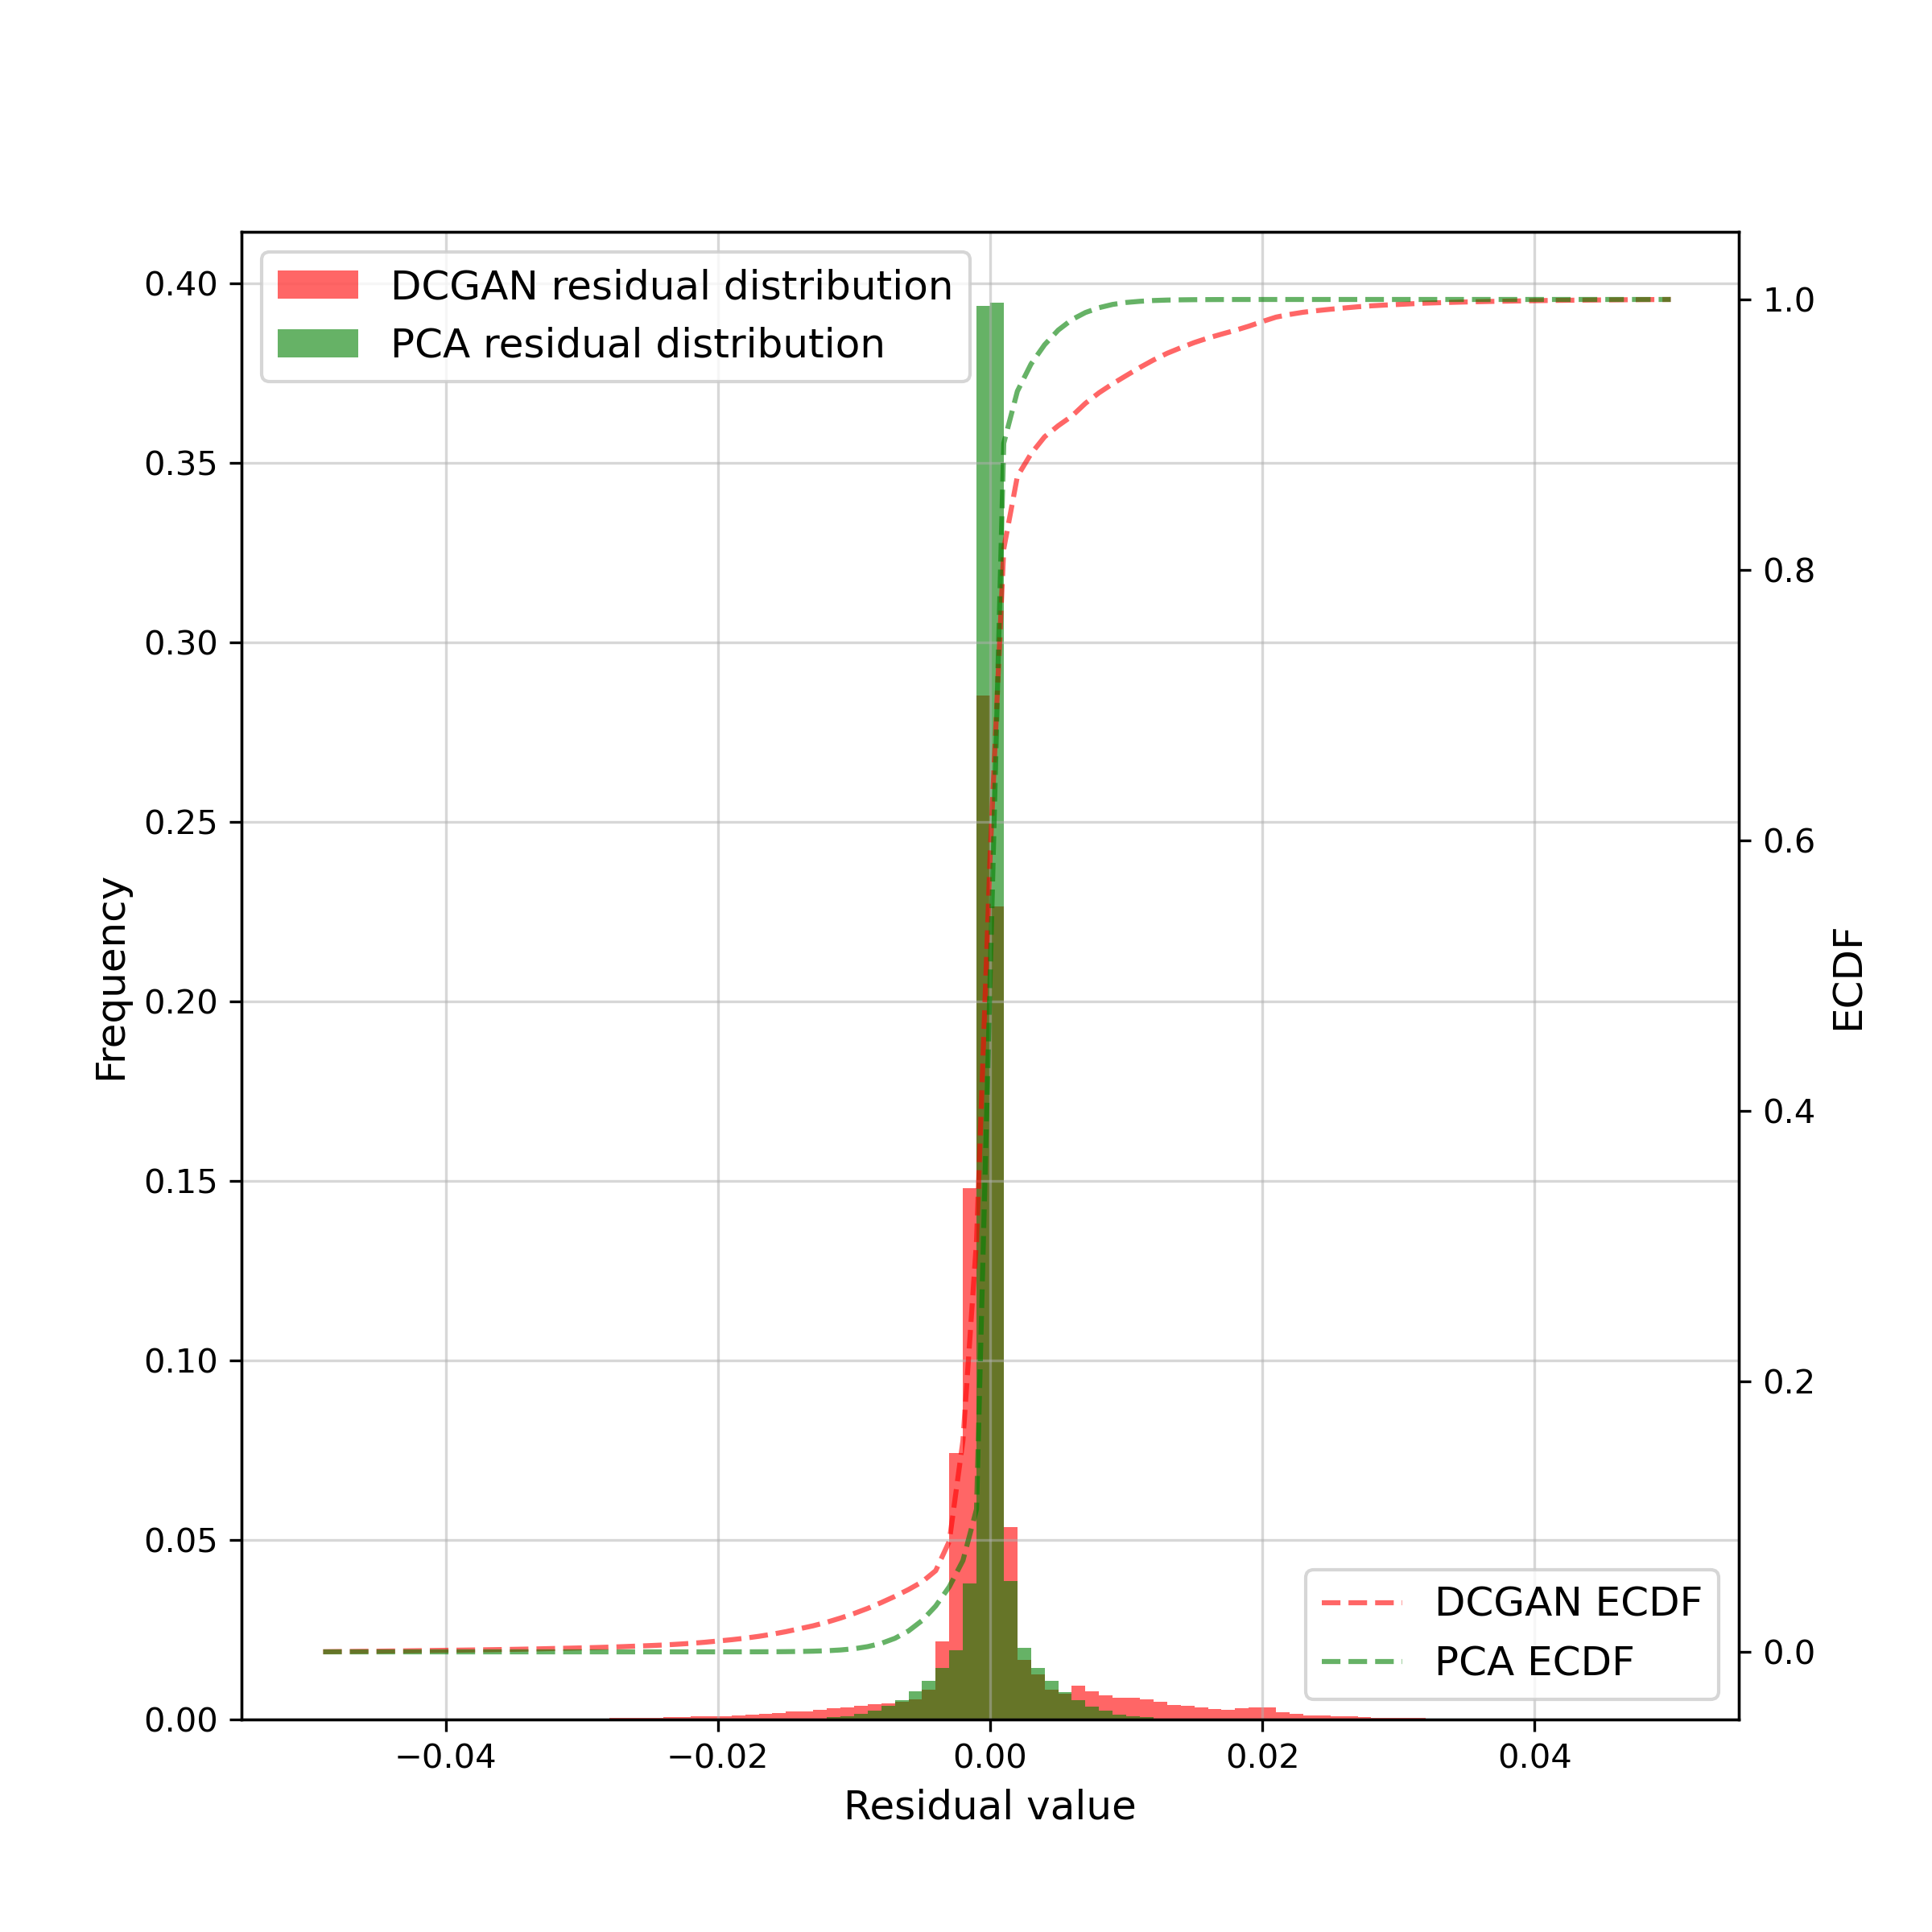 DCGAN residual distribution
PCA residual distribution
0.40
0.35
0.30
0.25
0.20
0.15
0.10
0.05
0.00
Frequency
1.0
0.8
0.6
0.4
0.2
0.0
ECDF
DCGAN ECDF
PCA ECDF
−0.04
−0.02
0.00
0.02
0.04
Residual value